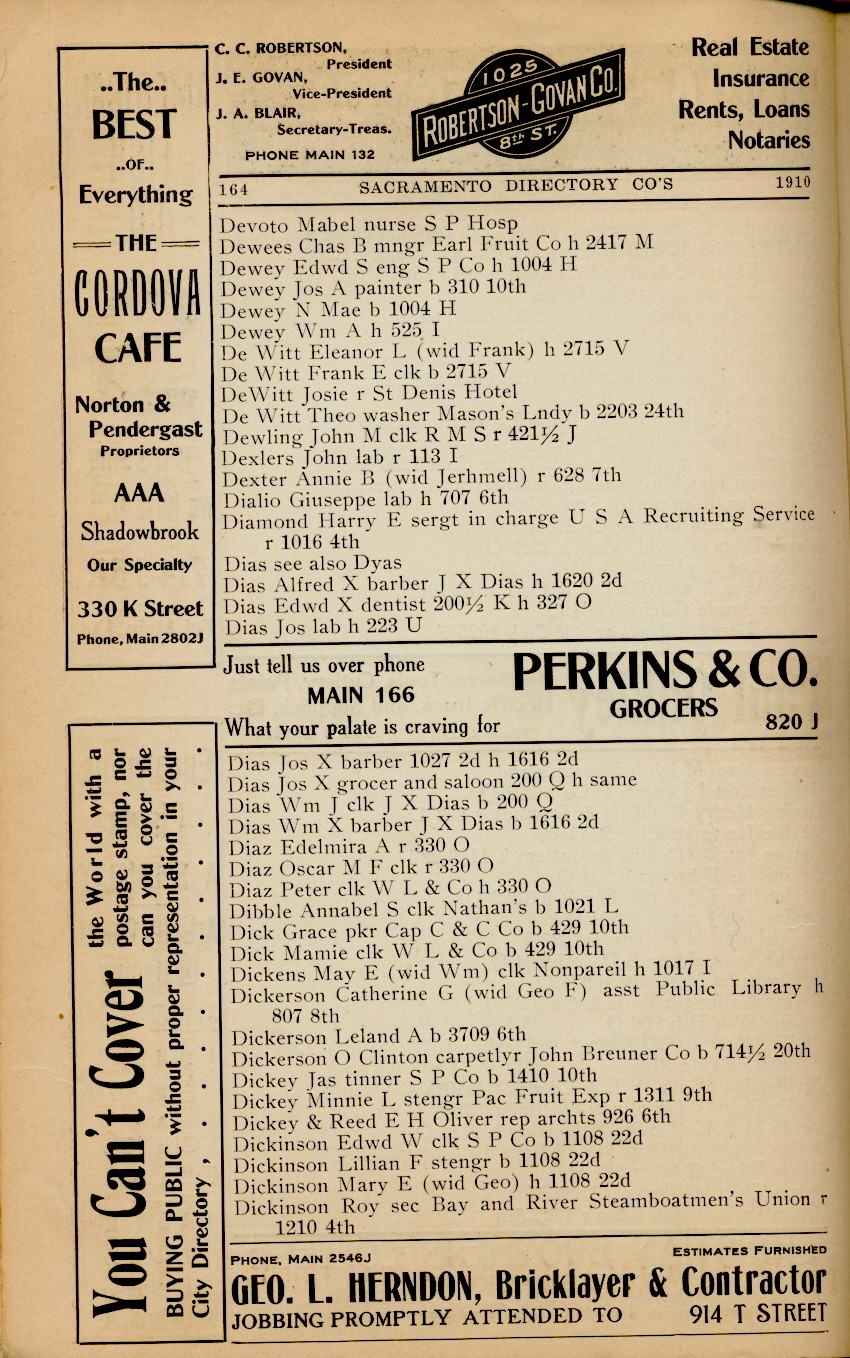 C. C. ROBERTSON,
President
J. E. GOVAN,
Vice-President
J. A. BLAIR,
Secretary-Treas.
PHONE MAIN 132
1025
ROBERTSON-GOVAN CO.
8th ST.
Real Estate
Insurance
Rents, Loans
Notaries
164 SACRAMENTO DIRECTORY CO'S 1910
..The..
BEST
..OF..
Everything
THE
CORDOVA
CAFE
Norton &
Pendergast
Proprietors
AAA
Shadowbrook
Our Specialty
330 K Street
Phone, Main 2802J
Devoto Mabel nurse S P Hosp
Dewees Chas B mngr Earl Fruit Co h 2417 M
Dewey Edwd S eng S P Co h 1004 H
Dewey Jos A painter b 310 10th
Dewey N Mae b 1004 H
Dewey Wm A h 525 I
De Witt Eleanor L (wid Frank) h 2715 V
De Witt Frank E clk b 2715 V
DeWitt Josie r St Denis Hotel
De Witt Theo washer Mason's Lndy b 2203 24th
Dewling John M clk R M S r 421½ J
Dexlers John lab r 113 I
Dexter Annie B (wid Jerhmell) r 628 7th
Dialio Giuseppe lab h 707 6th
Diamond Harry E sergt in charge U S A Recruiting Service
r 1016 4th
Dias see also Dyas
Dias Alfred X barber J X Dias h 1620 2d
Dias Edwd X dentist 200½ K h 327 O
Dias Jos lab h 223 U
Just tell us over phone
MAIN 166
What your palate is craving for
PERKINS & CO.
GROCERS
820 J
You Can't Cover the World with a
postage stamp, nor
can you cover the
BUYING PUBLIC without proper representation in your
City Directory, . . . . . . . .
Dias Jos X barber 1027 2d h 1616 2d
Dias Jos X grocer and saloon 200 Q h same
Dias Wm J clk J X Dias b 200 Q
Dias Wm X barber J X Dias b 1616 2d
Diaz Edelmira A r 330 O
Diaz Oscar M F clk r 330 O
Diaz Peter clk W L & Co h 330 O
Dibble Annabel S clk Nathan's b 1021 L
Dick Grace pkr Cap C & C Co b 429 10th
Dick Mamie clk W L & Co b 429 10th
Dickens May E (wid Wm) clk Nonpareil h 1017 I
Dickerson Catherine G (wid Geo F) asst Public Library h
807 8th
Dickerson Leland A b 3709 6th
Dickerson O Clinton carpetlyr John Breuner Co b 714½ 20th
Dickey Jas tinner S P Co b 1410 10th
Dickey Minnie L stengr Pac Fruit Exp r 1311 9th
Dickey & Reed E H Oliver rep archts 926 6th
Dickinson Edwd W clk S P Co b 1108 22d
Dickinson Lillian F stengr b 1108 22d
Dickinson Mary E (wid Geo) h 1108 22d
Dickinson Roy sec Bay and River Steamboatmen's Union r
1210 4th
PHONE, MAIN 2546J ESTIMATES FURNISHED
GEO. L. HERNDON, Bricklayer & Contractor
JOBBING PROMPTLY ATTENDED TO 914 T STREET